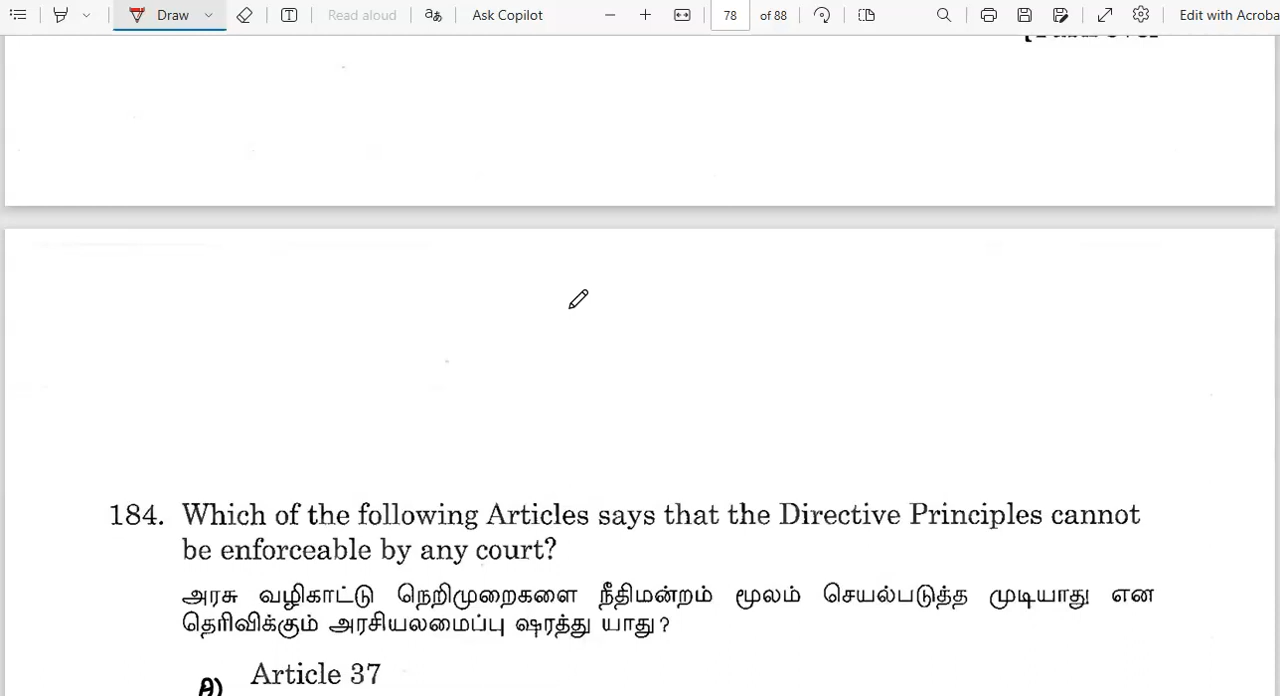 Draw
Read aloud
aあ
Ask Copilot
78
of 88
Edit with Acroba
184. Which of the following Articles says that the Directive Principles cannot
be enforceable by any court?
அரசு வழிகாட்டு நெறிமுறைகளை நீதிமன்றம் மூலம் செயல்படுத்த முடியாது என
தெரிவிக்கும் அரசியலமைப்பு ஷரத்து யாது?
Article 37